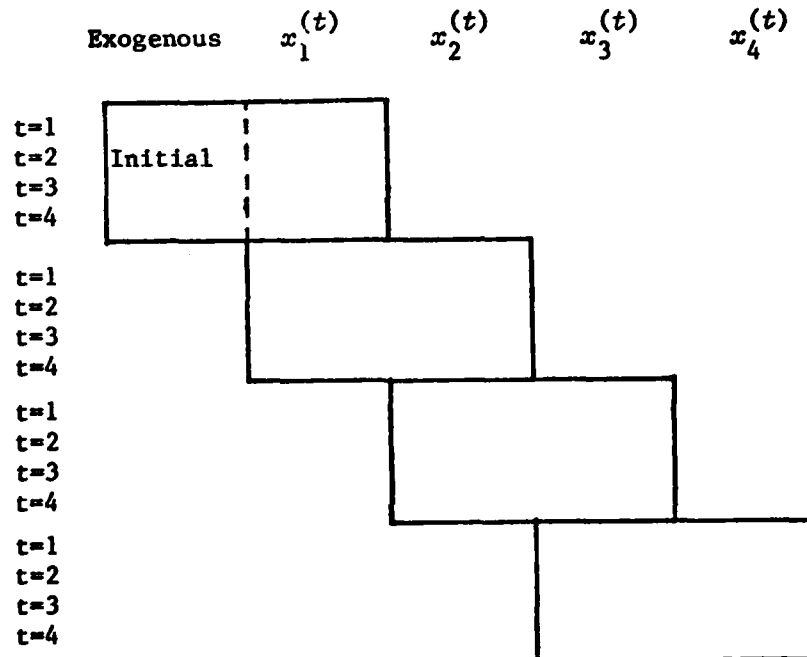 Exogenous x_1^{(t)} x_2^{(t)} x_3^{(t)} x_4^{(t)}
t=1
t=2 Initial
t=3
t=4
t=1
t=2
t=3
t=4
t=1
t=2
t=3
t=4
t=1
t=2
t=3
t=4